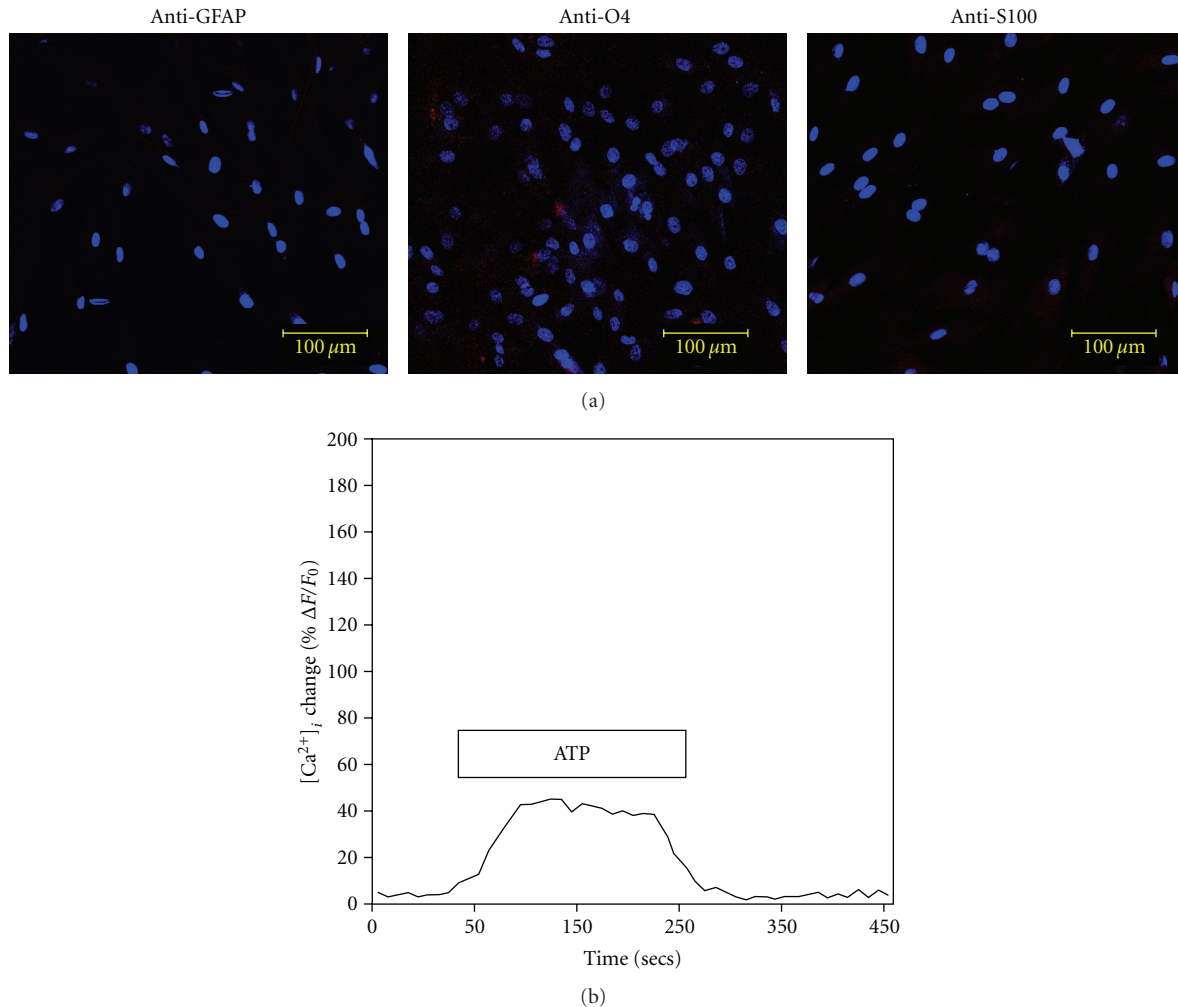 Anti-GFAP
Anti-O4
Anti-S100
100 μm
100 μm
100 μm
(a)
200
180
160
140
120
100
80
60
40
20
0
[Ca²⁺]ᵢ change (% ΔF/F₀)
ATP
0 50 150 250 350 450
Time (secs)
(b)